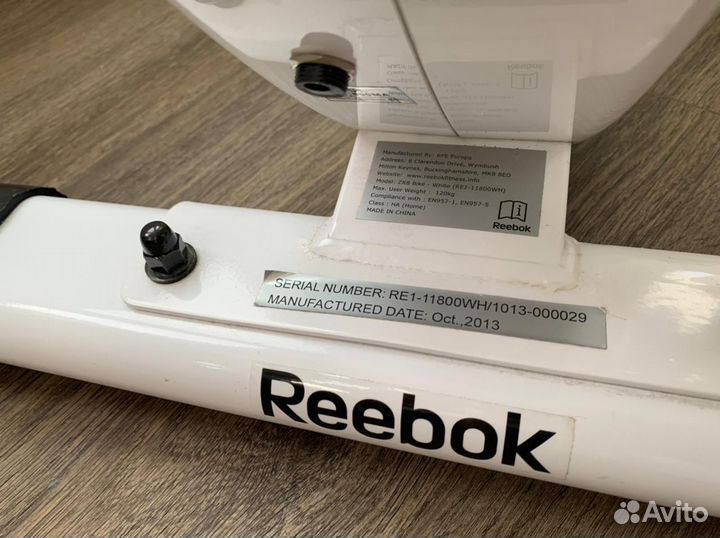 Manufactured By: RFE Europe
Address: 8 Clarendon Drive, Wymbush
Milton Keynes, Buckinghamshire, MK8 8ED
Website: www.reebokfitness.info
Model: ZR8 Bike - White (RE1-11800WH)
Max. User Weight : 120kg
Compliance with : EN957-1, EN957-5
Class : HA (Home)
MADE IN CHINA
Reebok
SERIAL NUMBER: RE1-11800WH/1013-000029
MANUFACTURED DATE: Oct.,2013
Reebok
Avito